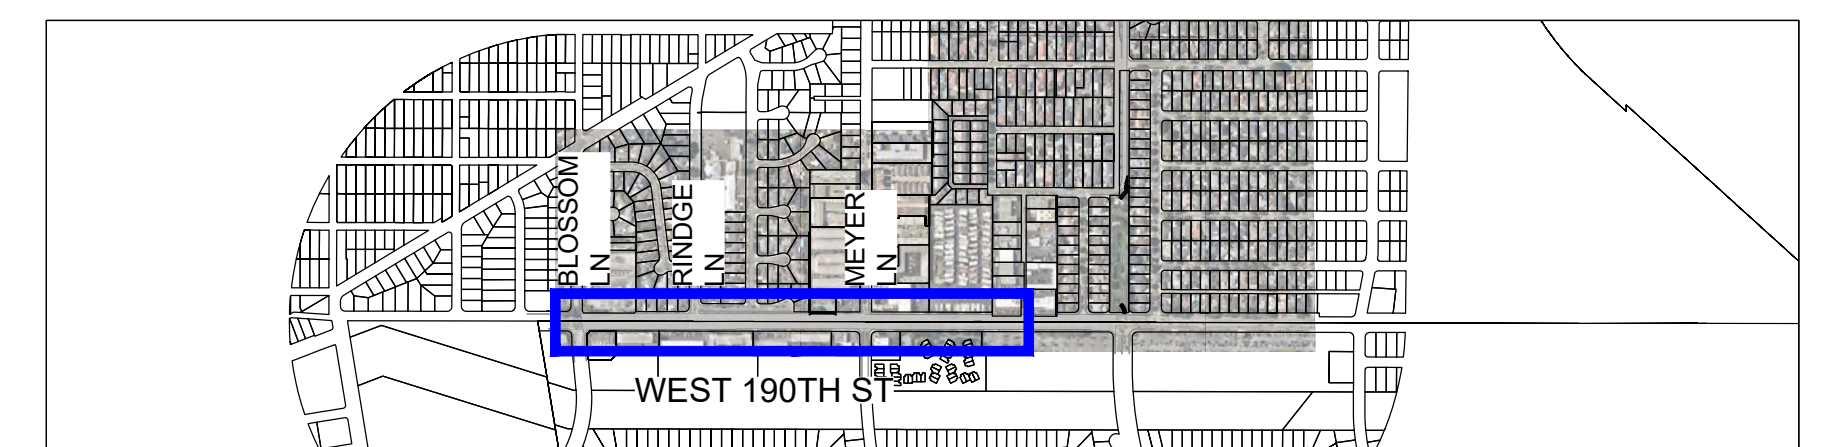 BLOSSOM
LN
RINDGE
LN
MEYER
LN
WEST 190TH ST